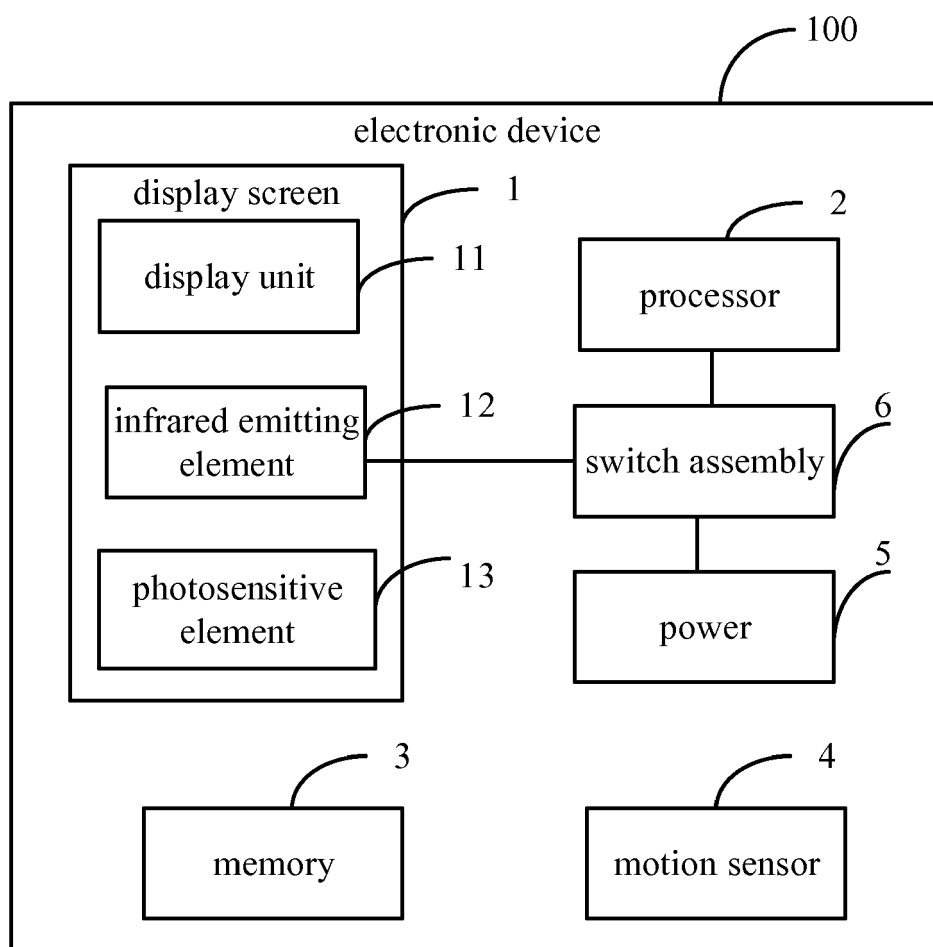 100
electronic device
display screen
1
2
display unit
11
processor
infrared emitting
element
12
6
switch assembly
photosensitive
element
13
5
power
3
4
memory
motion sensor